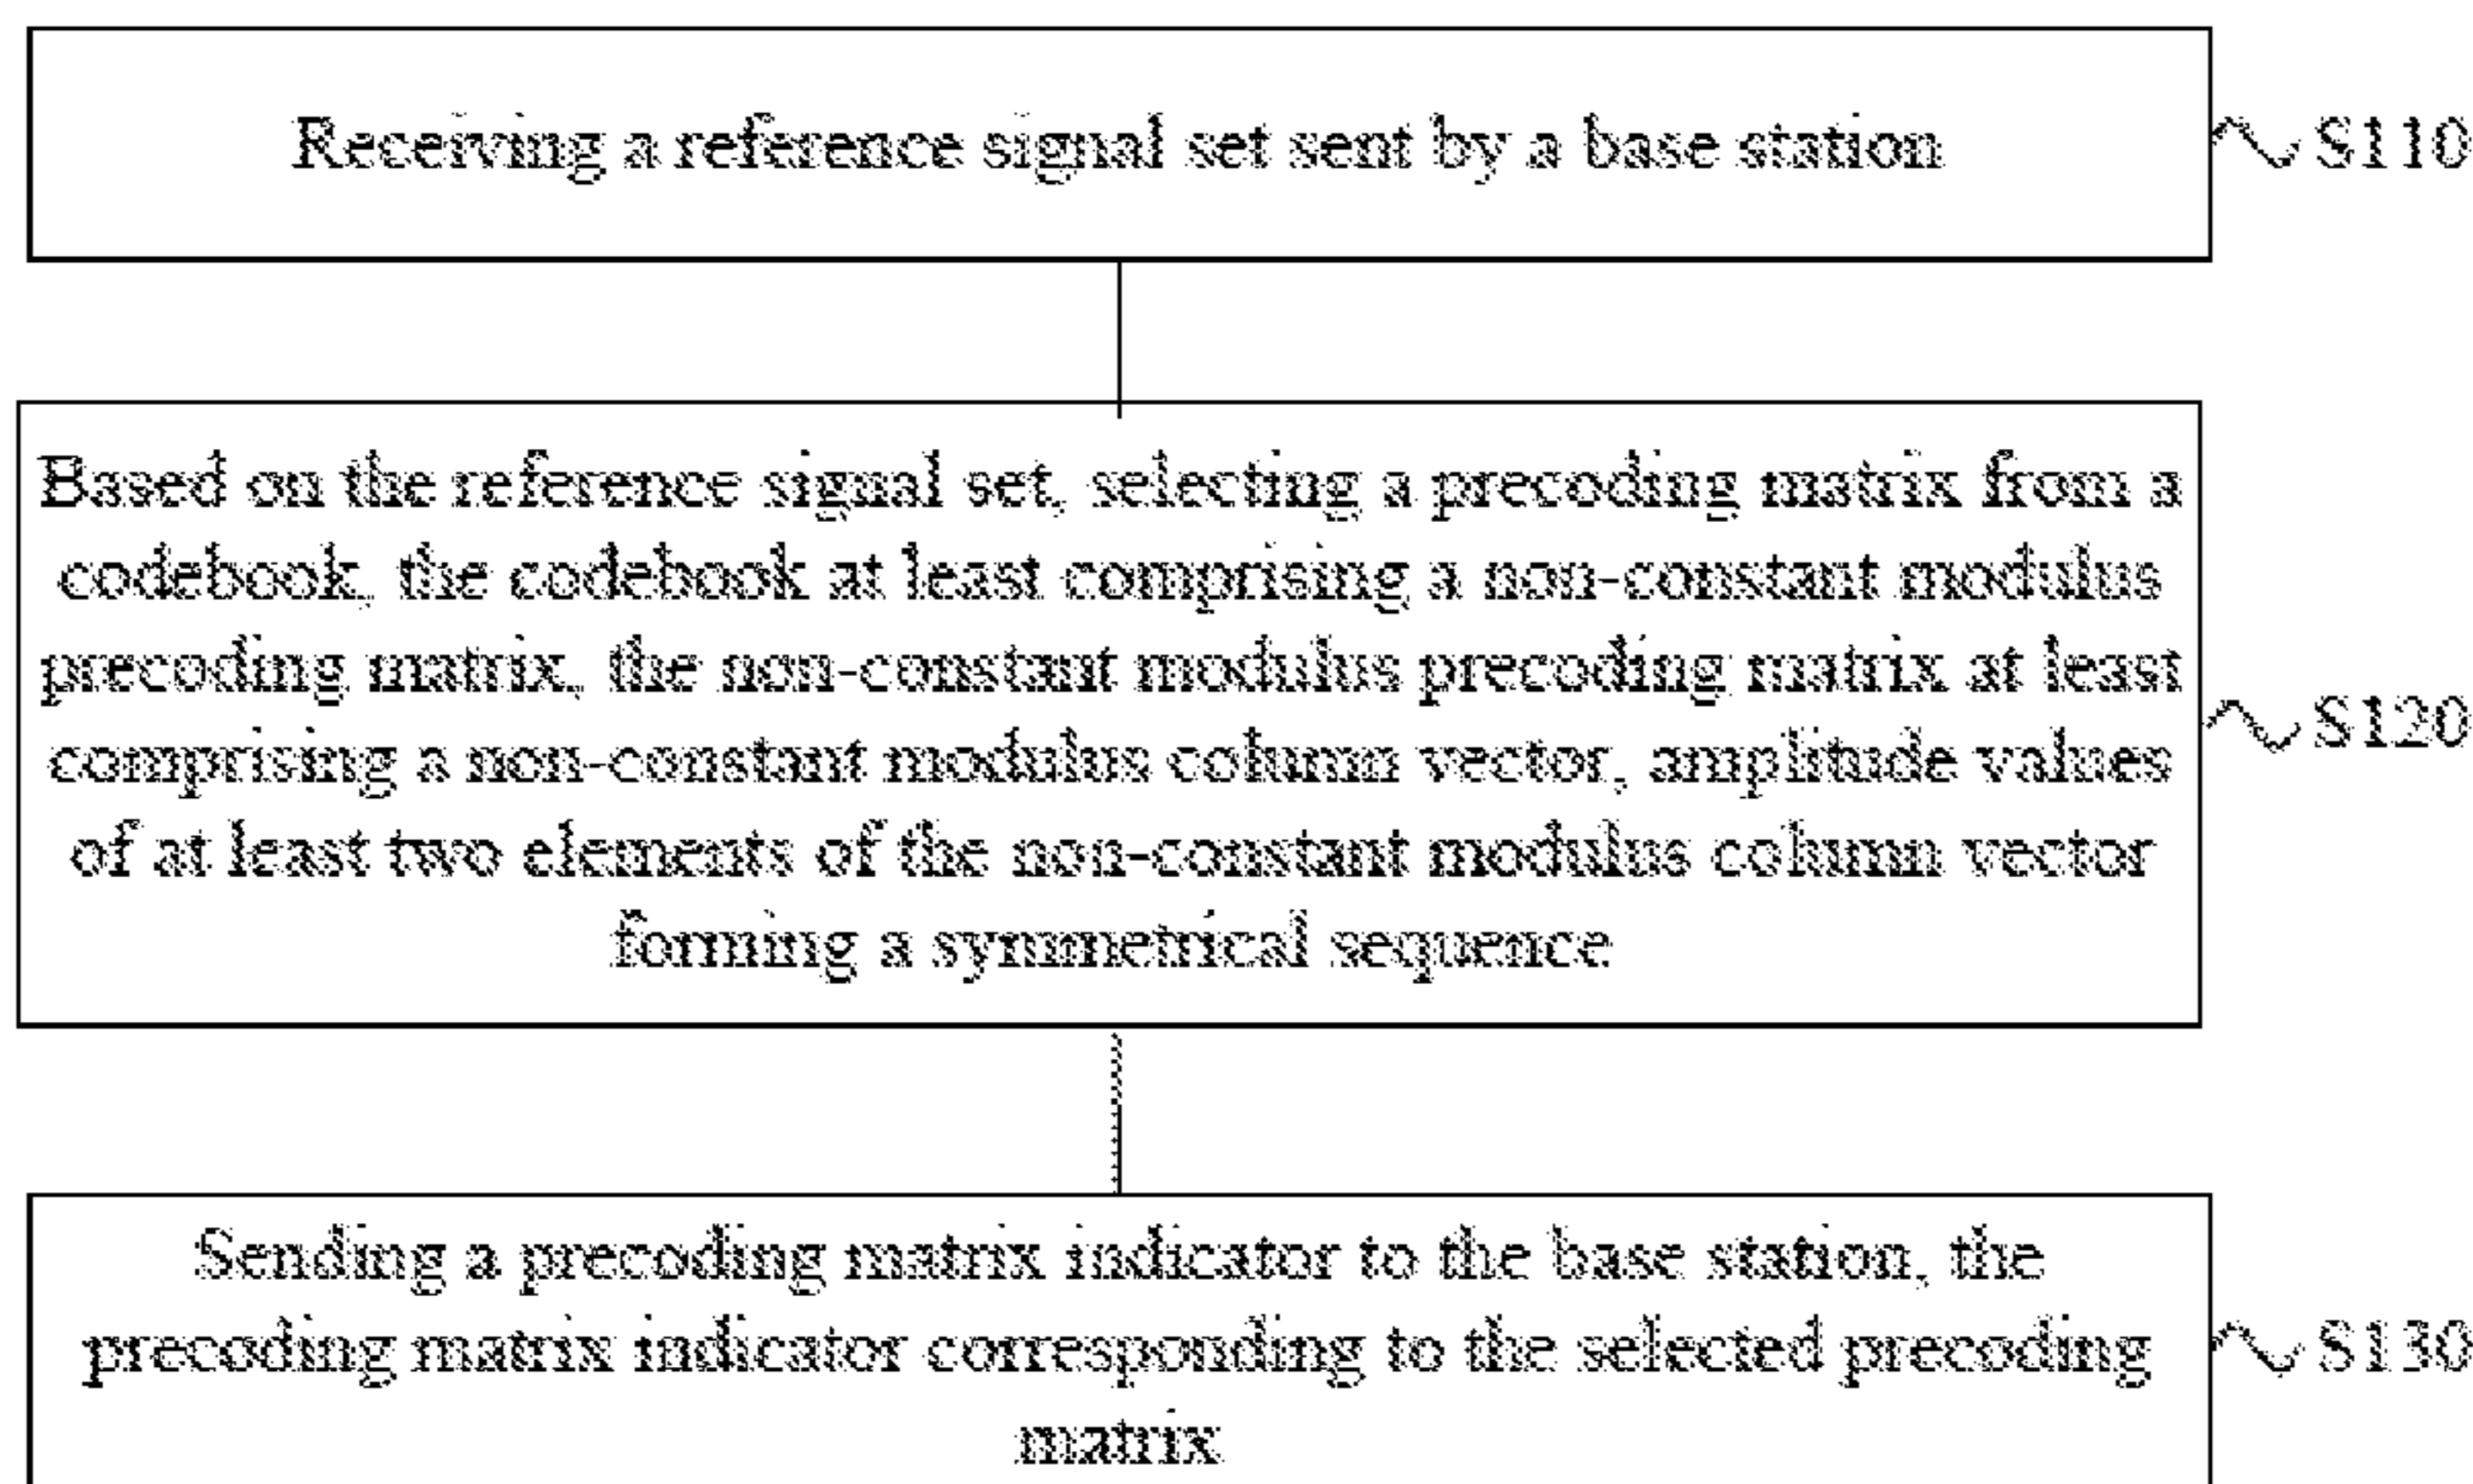 Receiving a reference signal set sent by a base station
S110
Based on the reference signal set, selecting a precoding matrix from a
codebook, the codebook at least comprising a non-constant modulus
precoding matrix, the non-constant modulus precoding matrix at least
comprising a non-constant modulus column vector, amplitude values
of at least two elements of the non-constant modulus column vector
forming a symmetrical sequence
S120
Sending a precoding matrix indicator to the base station, the
precoding matrix indicator corresponding to the selected precoding
matrix
S130